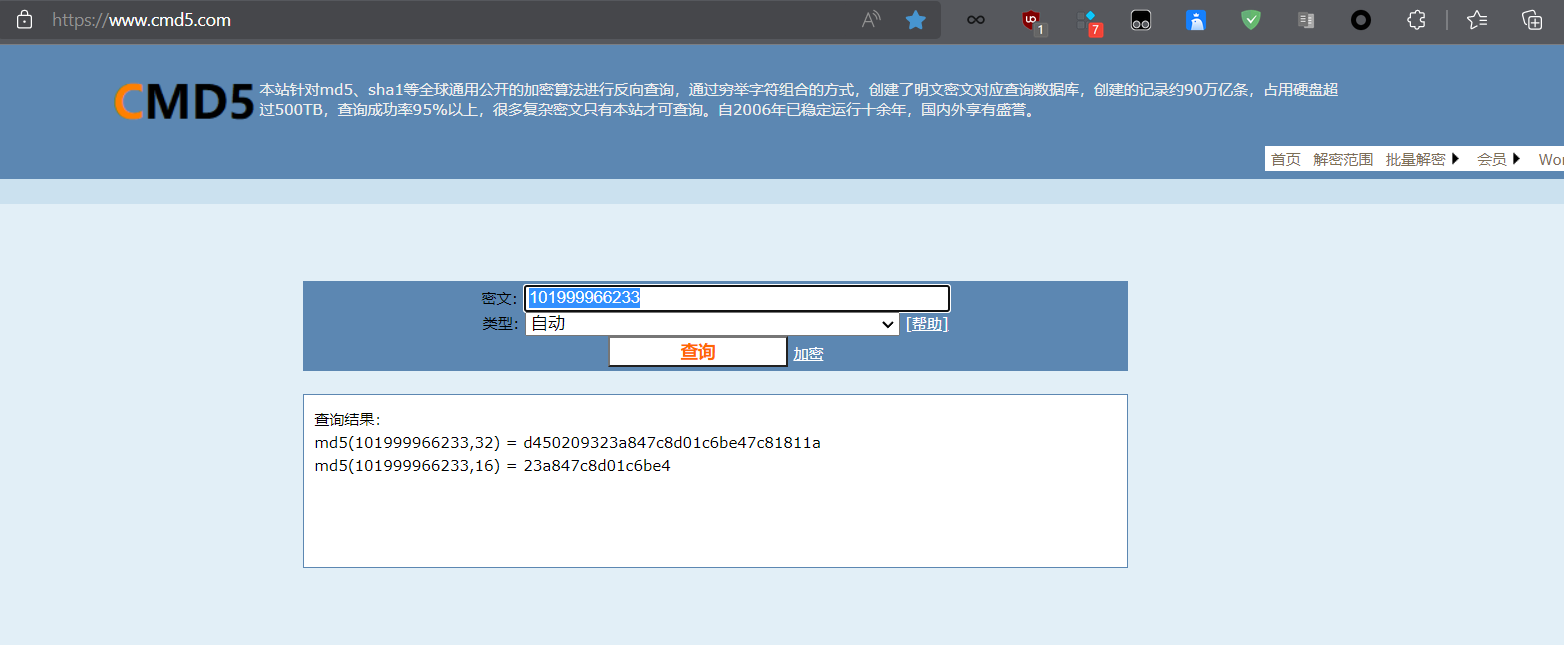 https://www.cmd5.com
1
7
CMD5
本站针对md5、sha1等全球通用公开的加密算法进行反向查询，通过穷举字符组合的方式，创建了明文密文对应查询数据库，创建的记录约90万亿条，占用硬盘超
过500TB，查询成功率95%以上，很多复杂密文只有本站才可查询。自2006年已稳定运行十余年，国内外享有盛誉。
首页 解密范围 批量解密 会员 Wor
密文： 101999966233
类型： 自动 [帮助]
查询 加密
查询结果：
md5(101999966233,32) = d450209323a847c8d01c6be47c81811a
md5(101999966233,16) = 23a847c8d01c6be4